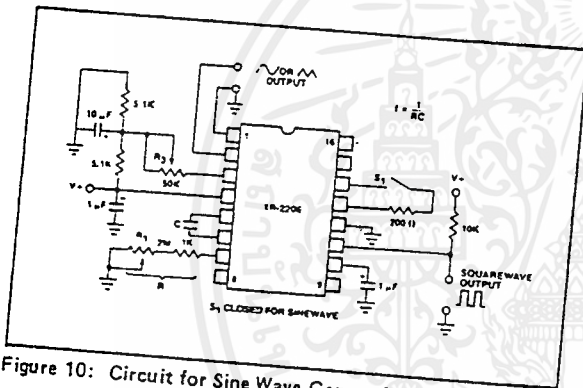 OR OUTPUT
5.1K
10 µF
f = 1/RC
1
16
R3
50K
5.1K
S1
V+
V+
1 µF
XR-2206
200 Ω
10K
C
R1
2M
1K
R
8
9
1 µF
SQUAREWAVE OUTPUT
S1 CLOSED FOR SINEWAVE
Figure 10: Circuit for Sine Wave